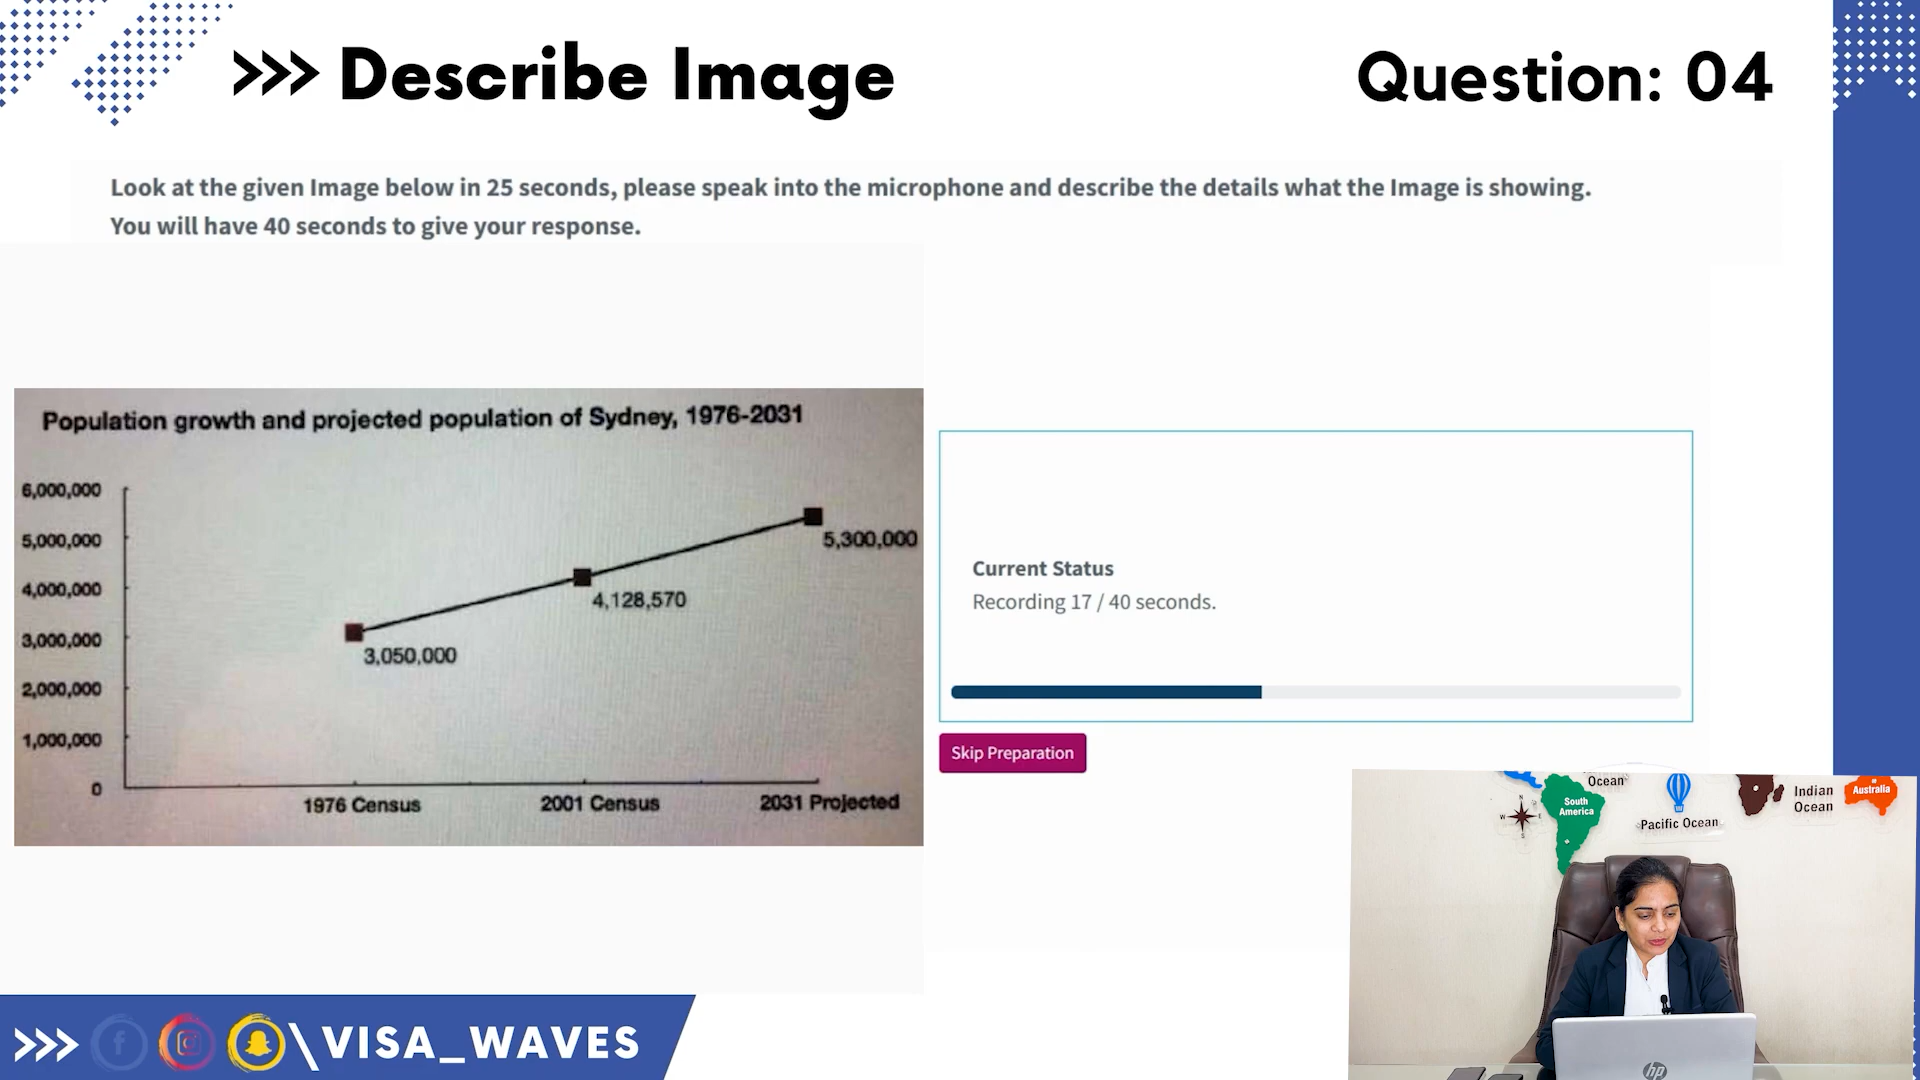 >>> Describe Image
Question: 04
Look at the given Image below in 25 seconds, please speak into the microphone and describe the details what the Image is showing.
You will have 40 seconds to give your response.
Population growth and projected population of Sydney, 1976-2031
6,000,000
5,000,000
4,000,000
3,000,000
2,000,000
1,000,000
0
5,300,000
4,128,570
3,050,000
1976 Census
2001 Census
2031 Projected
Current Status
Recording 17 / 40 seconds.
Skip Preparation
Ocean
South
America
Pacific Ocean
Indian
Ocean
Australia
N
W
E
S
hp
>>> f \VISA_WAVES